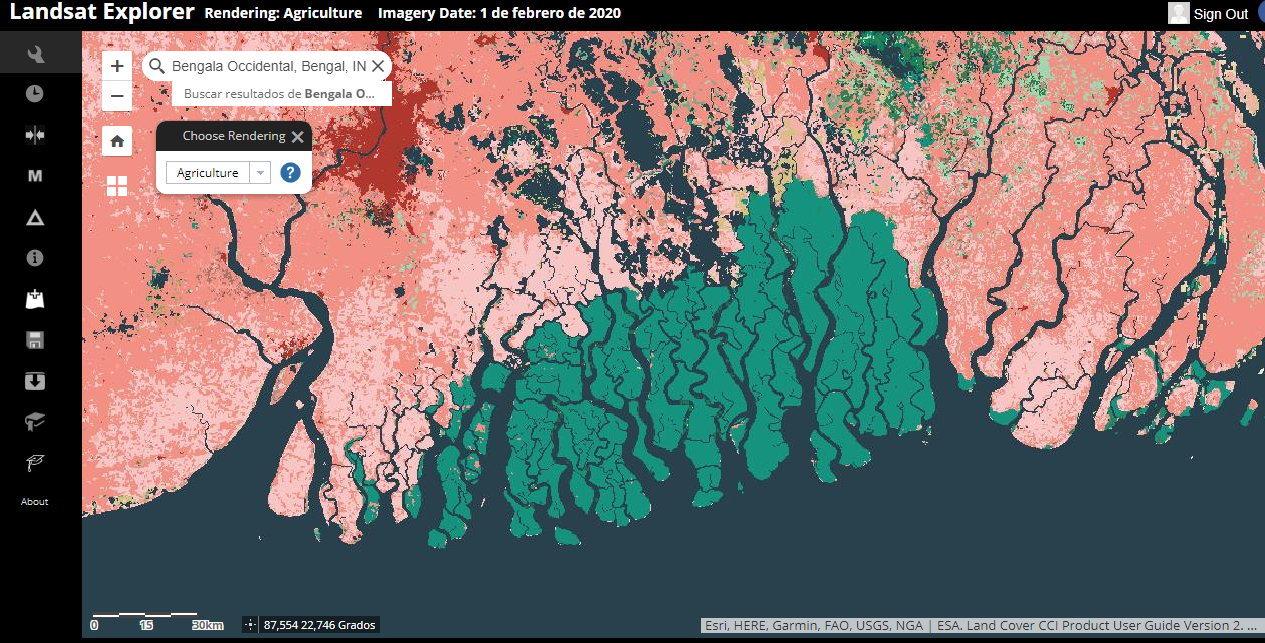 Landsat Explorer Rendering: Agriculture Imagery Date: 1 de febrero de 2020
Sign Out
+
Bengala Occidental, Bengal, IN
−
Buscar resultados de Bengala O...
Choose Rendering
Agriculture
?
M
About
0 15 30km
87,554 22,746 Grados
Esri, HERE, Garmin, FAO, USGS, NGA | ESA. Land Cover CCI Product User Guide Version 2. ...